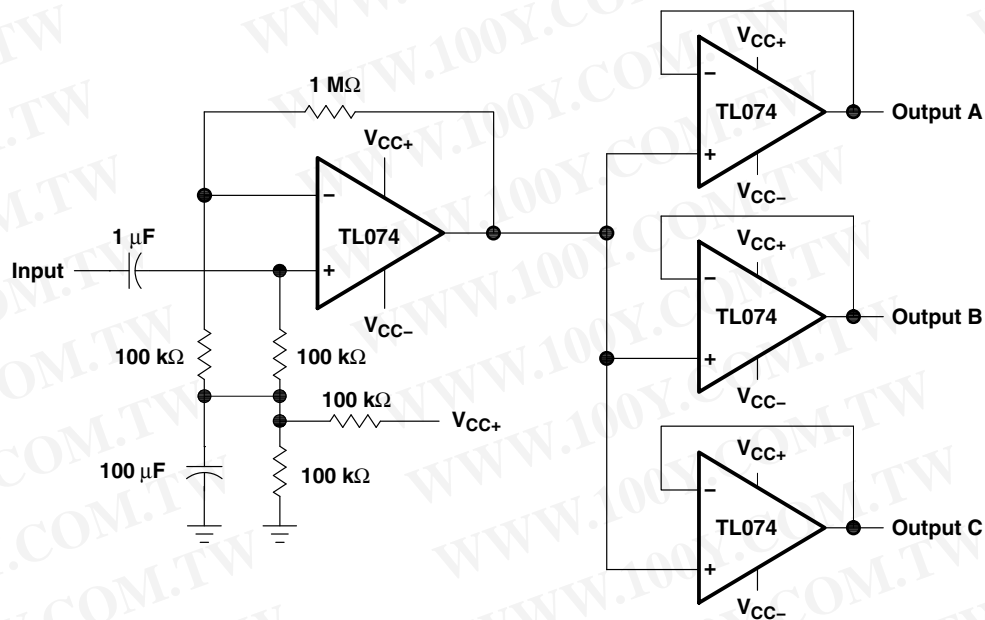 1 MΩ
VCC+
−
TL074
+
VCC−
1 μF
Input
100 kΩ
100 kΩ
100 kΩ
VCC+
100 μF
100 kΩ
VCC+
−
TL074
+
VCC−
Output A
VCC+
−
TL074
+
VCC−
Output B
VCC+
−
TL074
+
VCC−
Output C
WWW.100Y.COM.TW